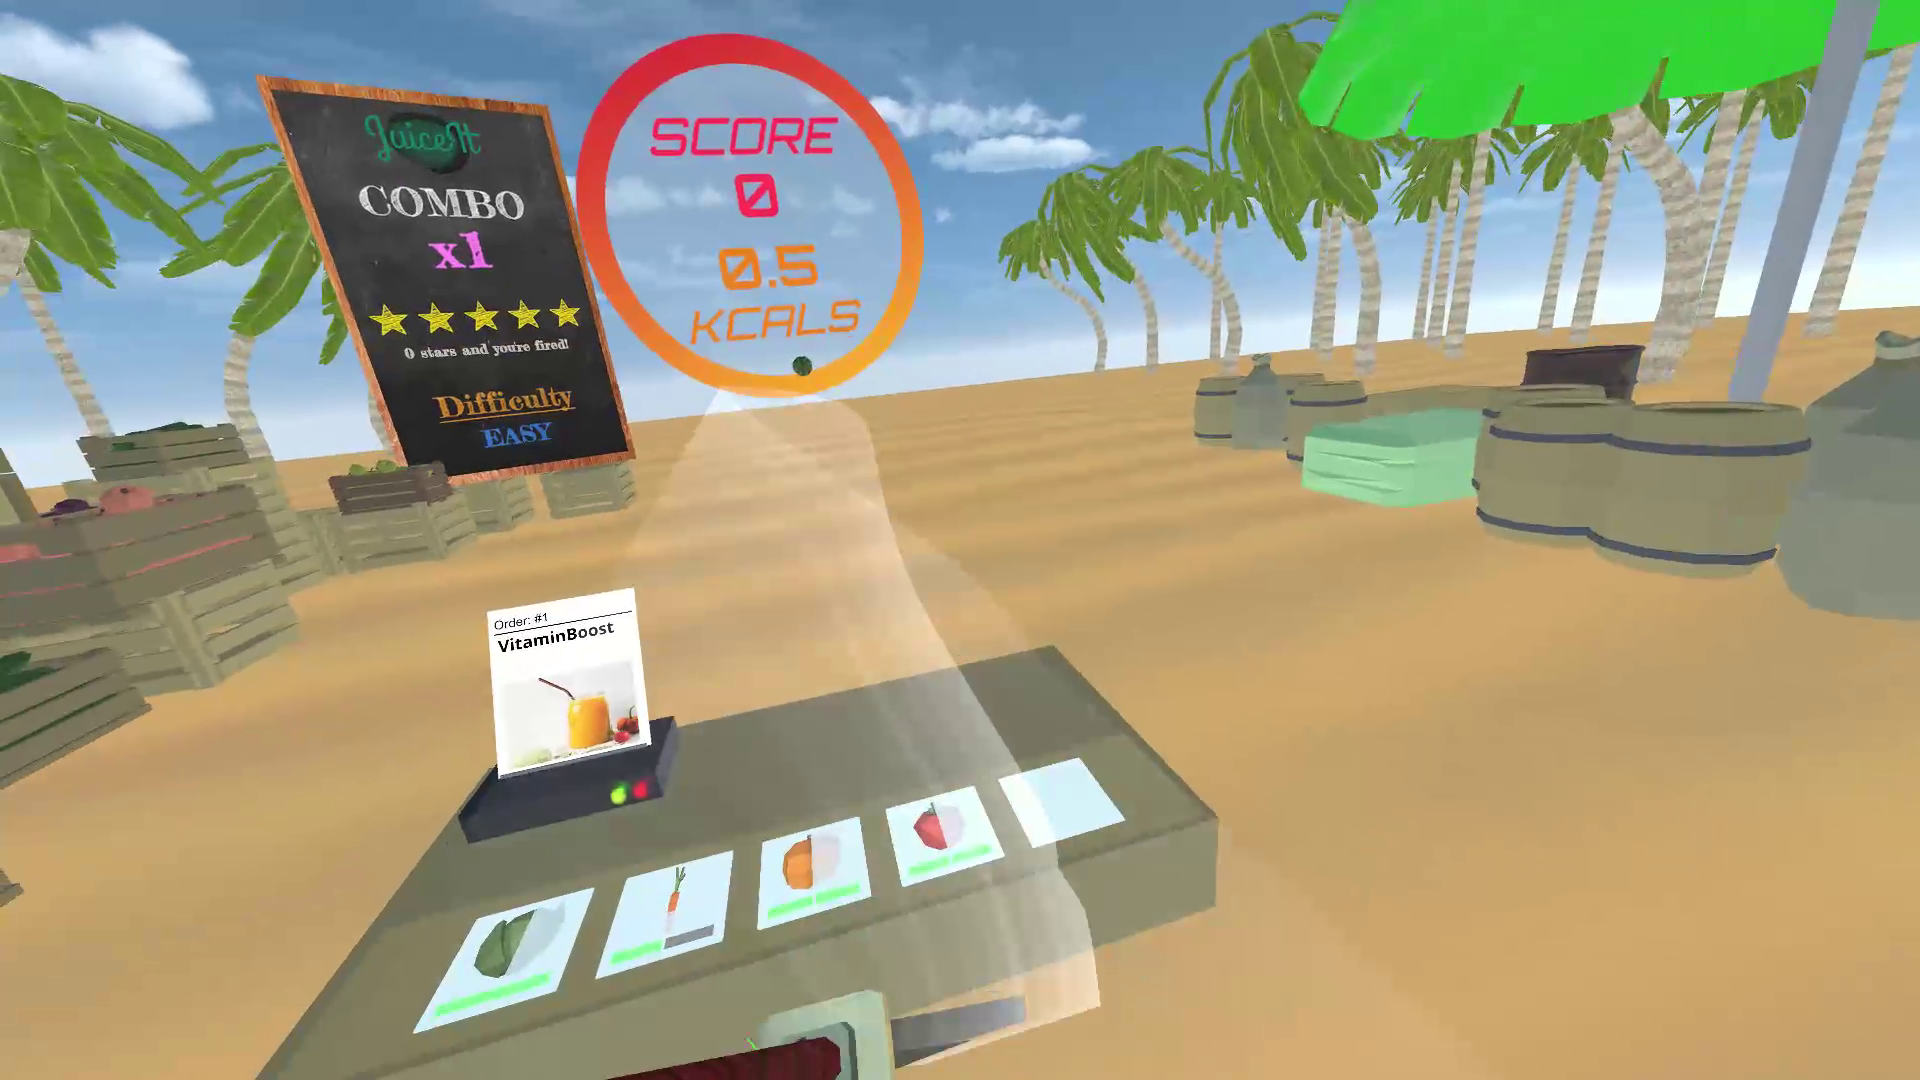 JuiceIt
COMBO
x1
0 stars and you're fired!
Difficulty
EASY
SCORE
0
0.5
KCALS
Order: #1
VitaminBoost